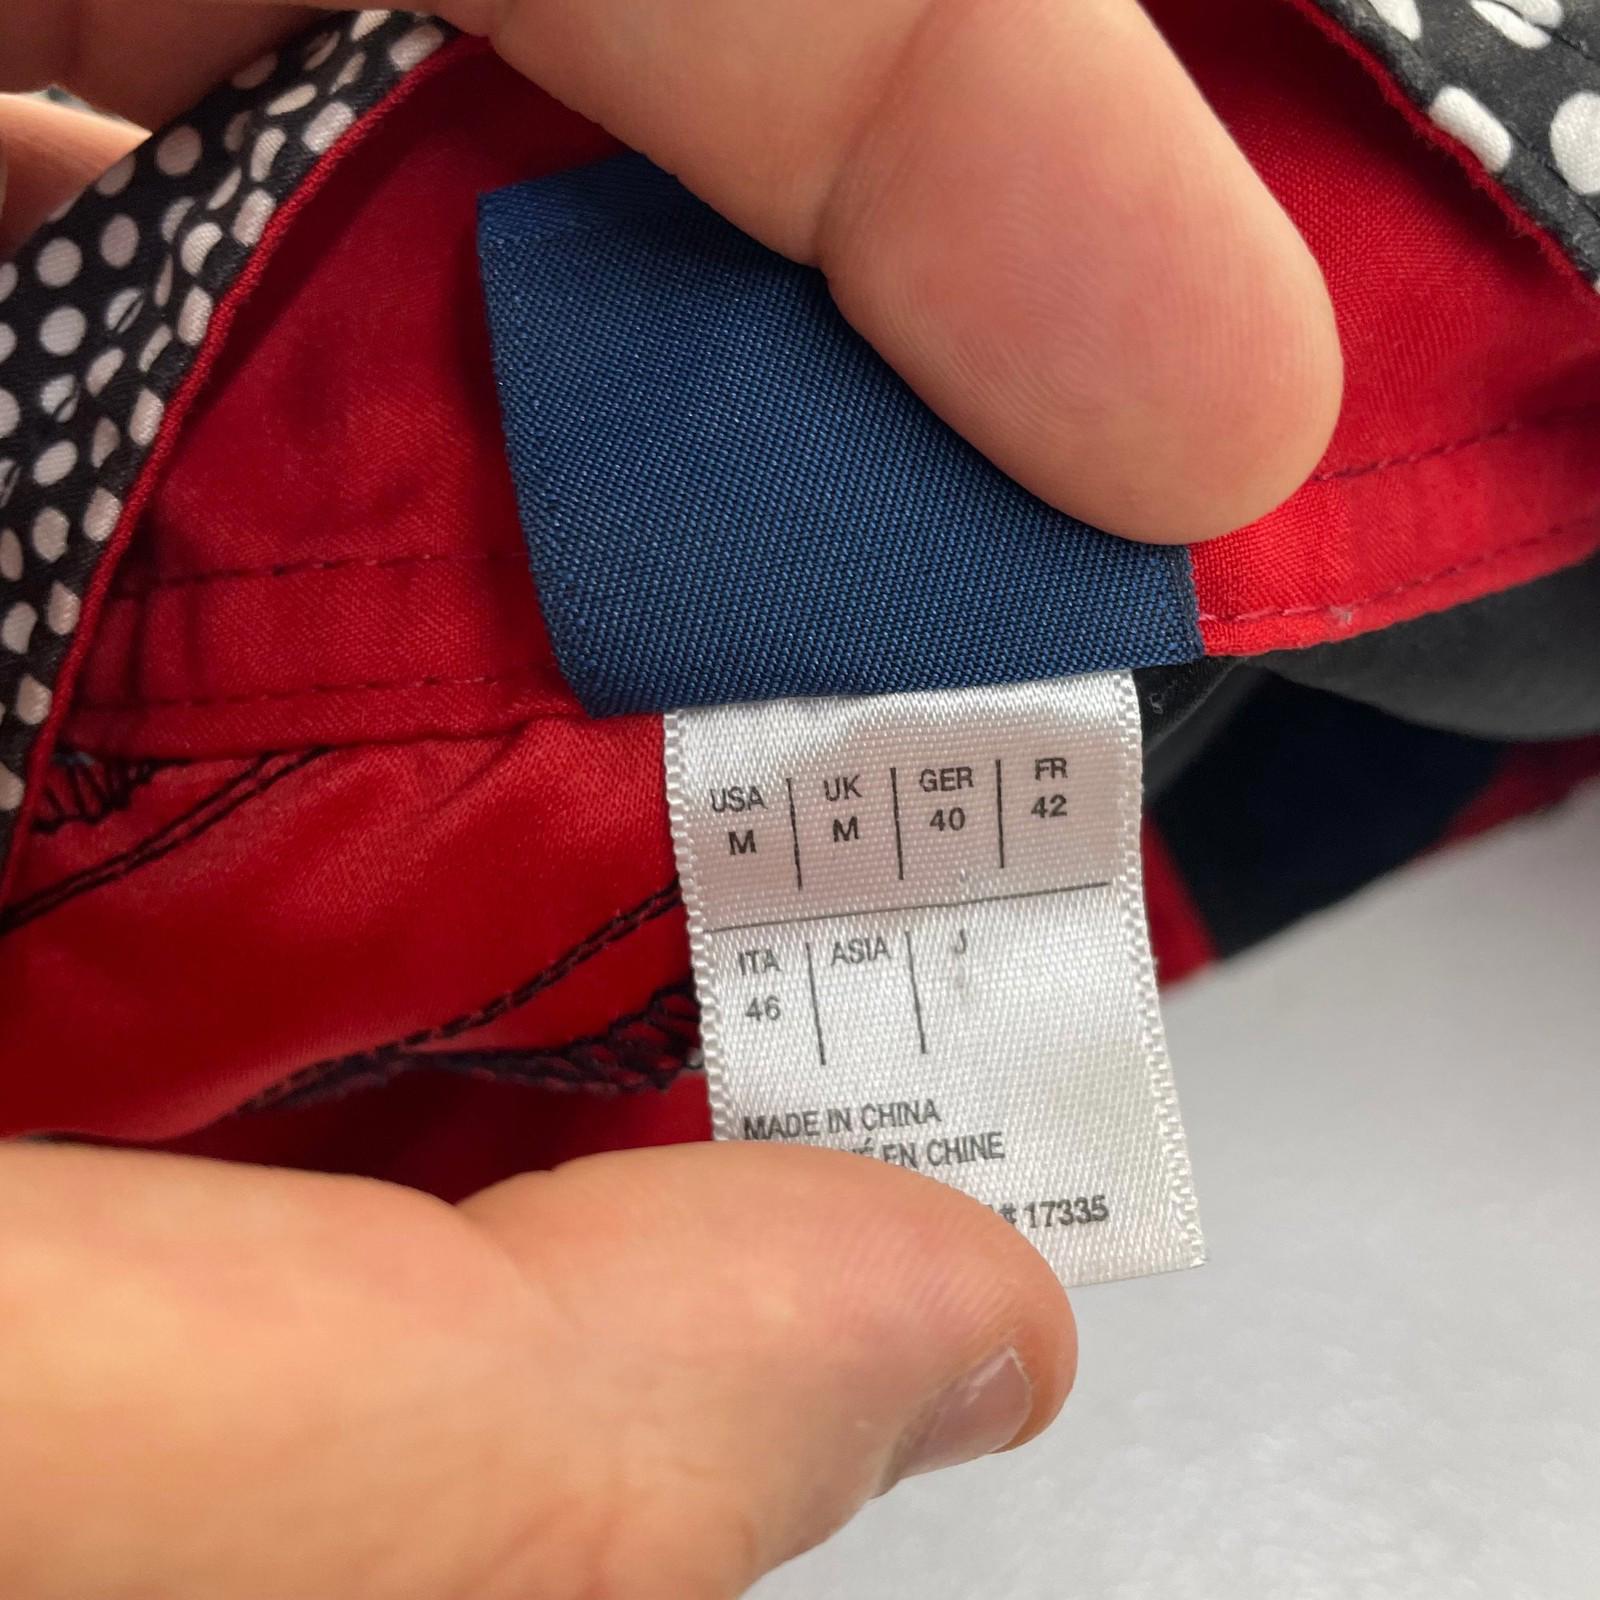 USA UK GER FR
M M 40 42
ITA ASIA J
46
MADE IN CHINA
EN CHINE
# 17335